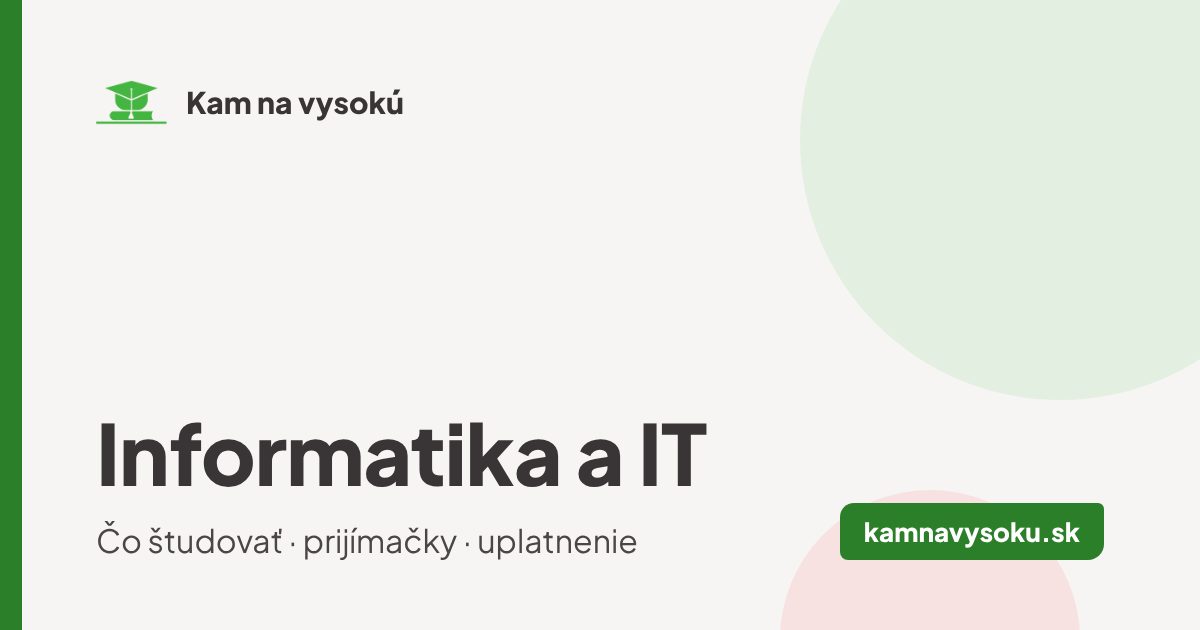 Kam na vysokú
Informatika a IT
Čo študovať · prijímačky · uplatnenie
kamnavysoku.sk